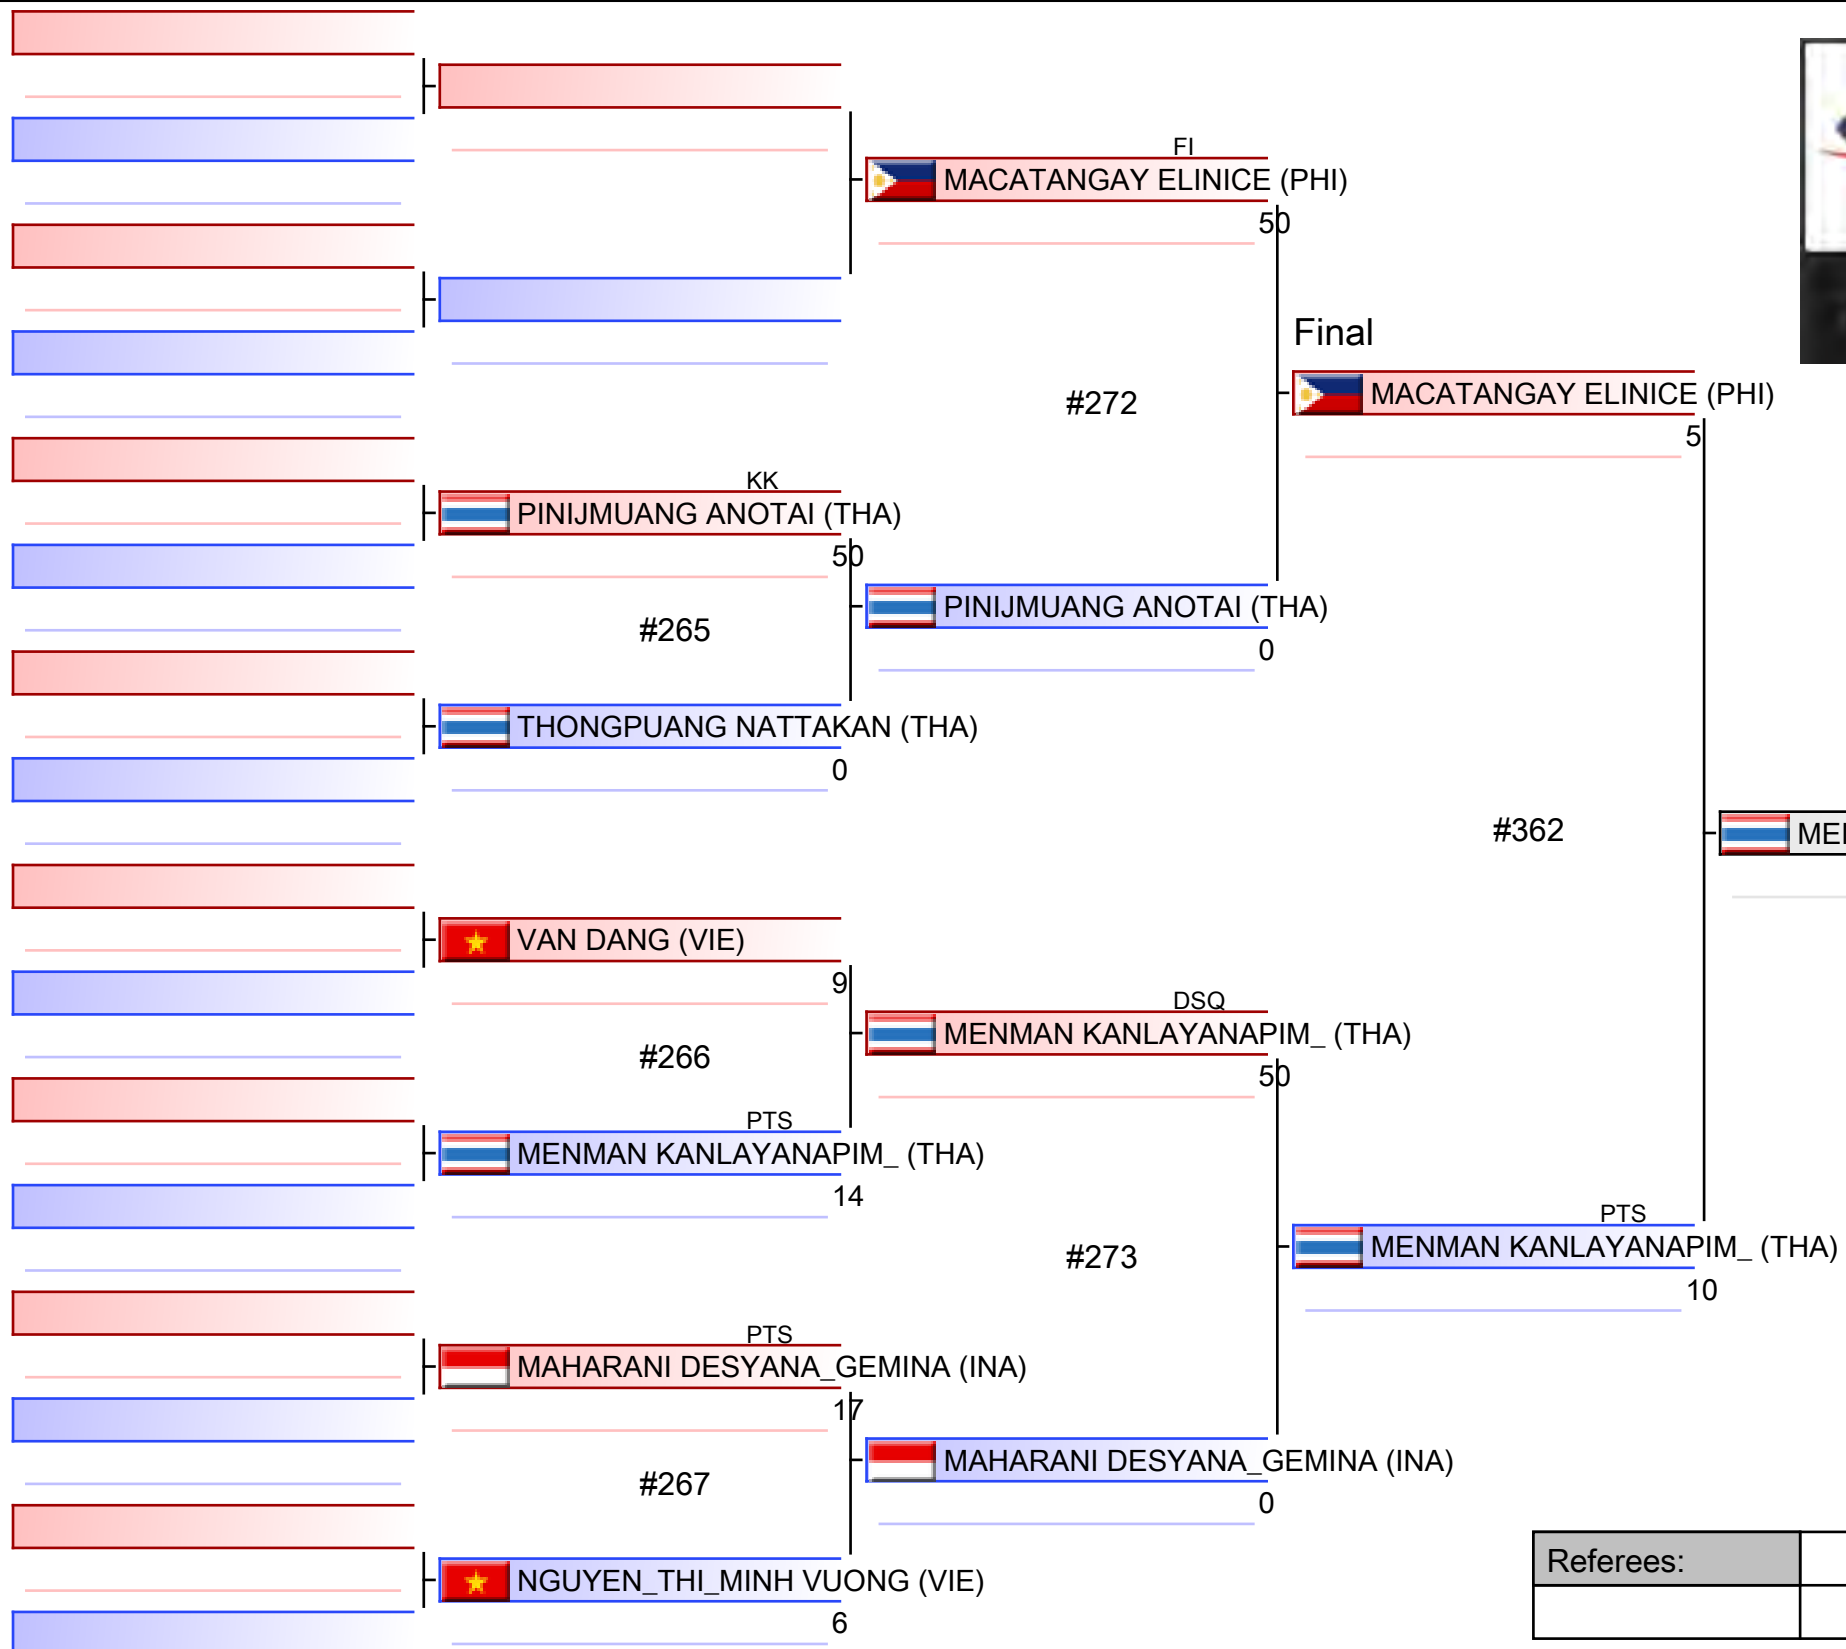 FI
MACATANGAY ELINICE (PHI)
50
Final
MACATANGAY ELINICE (PHI)
5
#272
KK
PINIJMUANG ANOTAI (THA)
50
PINIJMUANG ANOTAI (THA)
0
#265
THONGPUANG NATTAKAN (THA)
0
#362
VAN DANG (VIE)
9
DSQ
MENMAN KANLAYANAPIM_ (THA)
50
#266
PTS
MENMAN KANLAYANAPIM_ (THA)
14
PTS
MENMAN KANLAYANAPIM_ (THA)
10
#273
PTS
MAHARANI DESYANA_GEMINA (INA)
17
MAHARANI DESYANA_GEMINA (INA)
0
#267
NGUYEN_THI_MINH VUONG (VIE)
6
Referees: